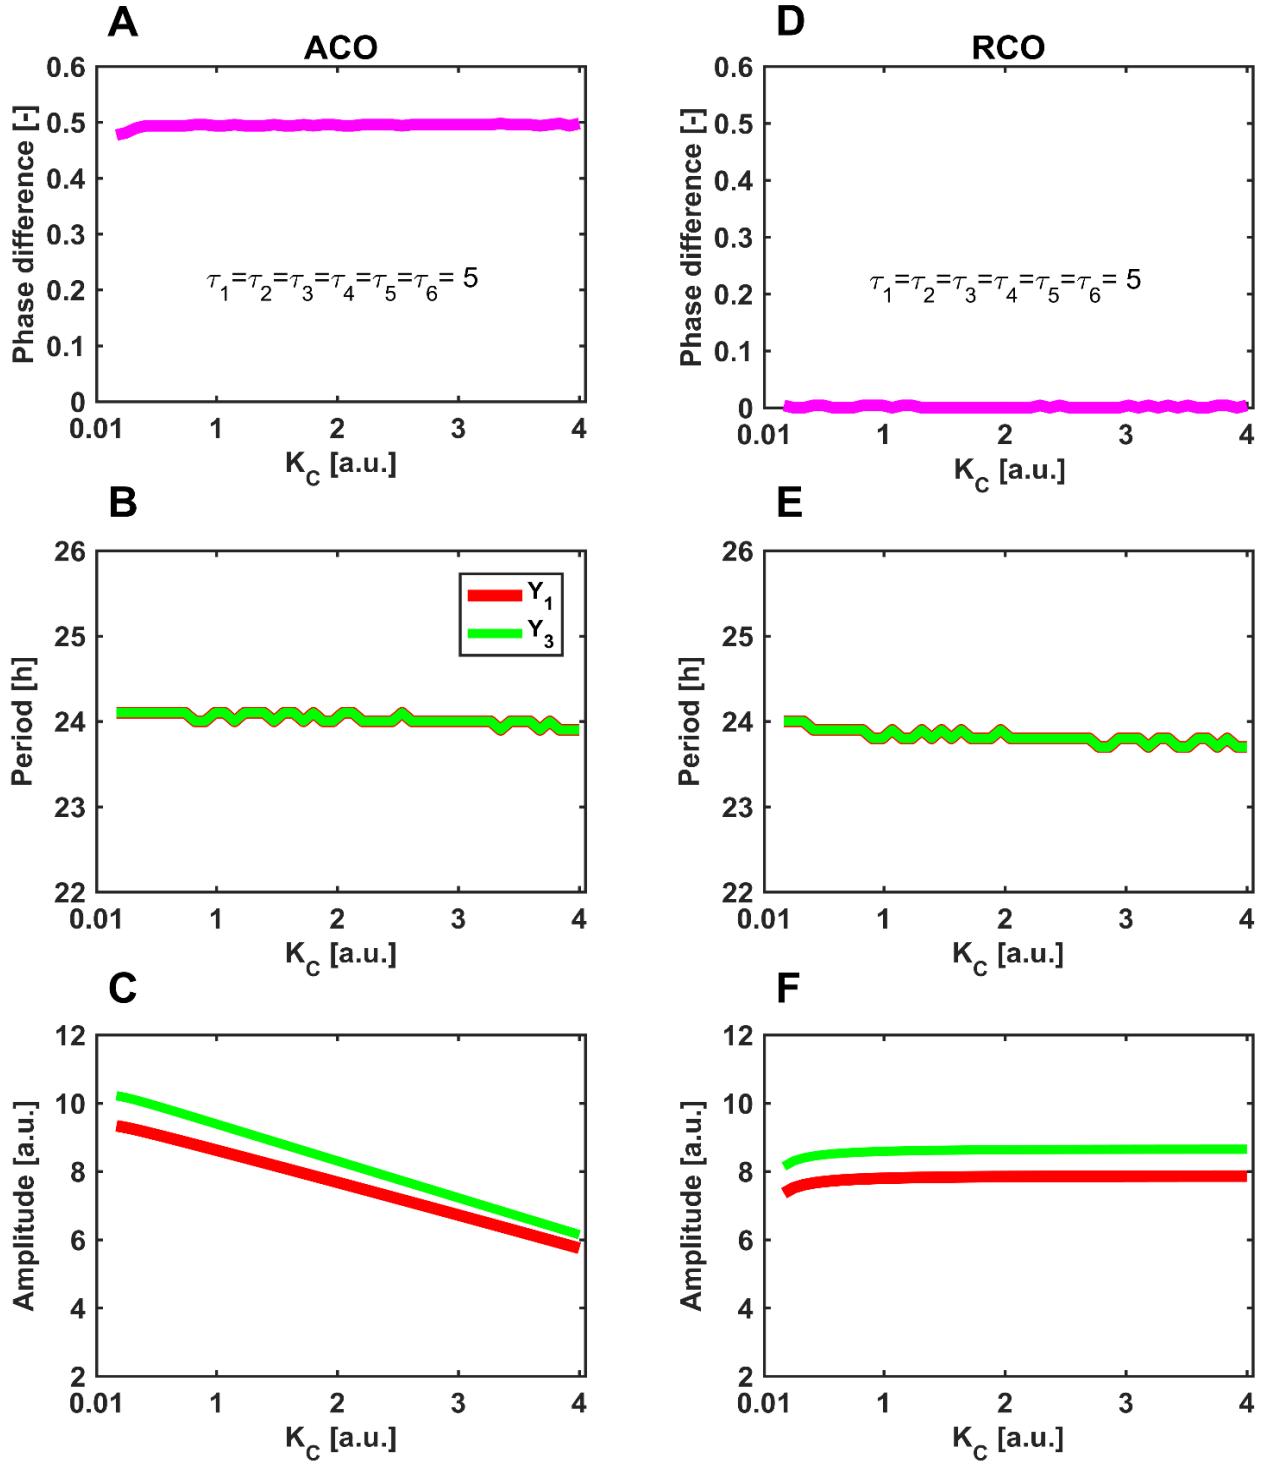 A
ACO
0.6
0.5
0.4
0.3
0.2
0.1
0
Phase difference [-]
τ1=τ2=τ3=τ4=τ5=τ6= 5
0.01 1 2 3 4
KC [a.u.]
D
RCO
0.6
0.5
0.4
0.3
0.2
0.1
0
Phase difference [-]
τ1=τ2=τ3=τ4=τ5=τ6= 5
0.01 1 2 3 4
KC [a.u.]
B
26
25
24
23
22
Period [h]
Y1
Y3
0.01 1 2 3 4
KC [a.u.]
E
26
25
24
23
22
Period [h]
0.01 1 2 3 4
KC [a.u.]
C
12
10
8
6
4
2
Amplitude [a.u.]
0.01 1 2 3 4
KC [a.u.]
F
12
10
8
6
4
2
Amplitude [a.u.]
0.01 1 2 3 4
KC [a.u.]